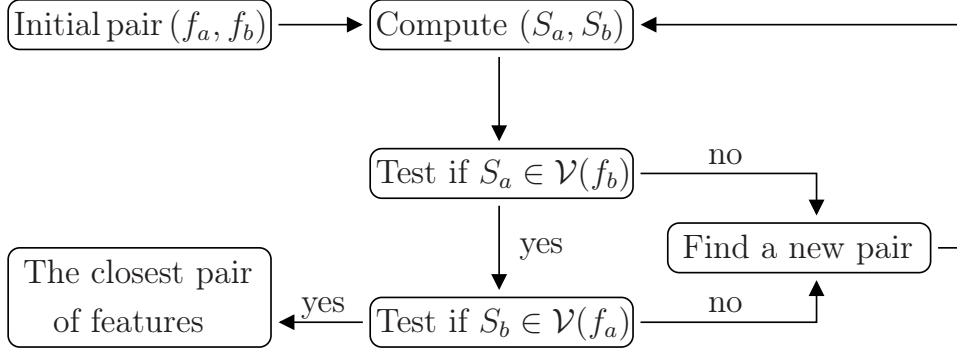 Initial pair (f_a, f_b)
Compute (S_a, S_b)
Test if S_a ∈ 𝒱(f_b)
no
yes
Find a new pair
The closest pair
of features
yes
Test if S_b ∈ 𝒱(f_a)
no